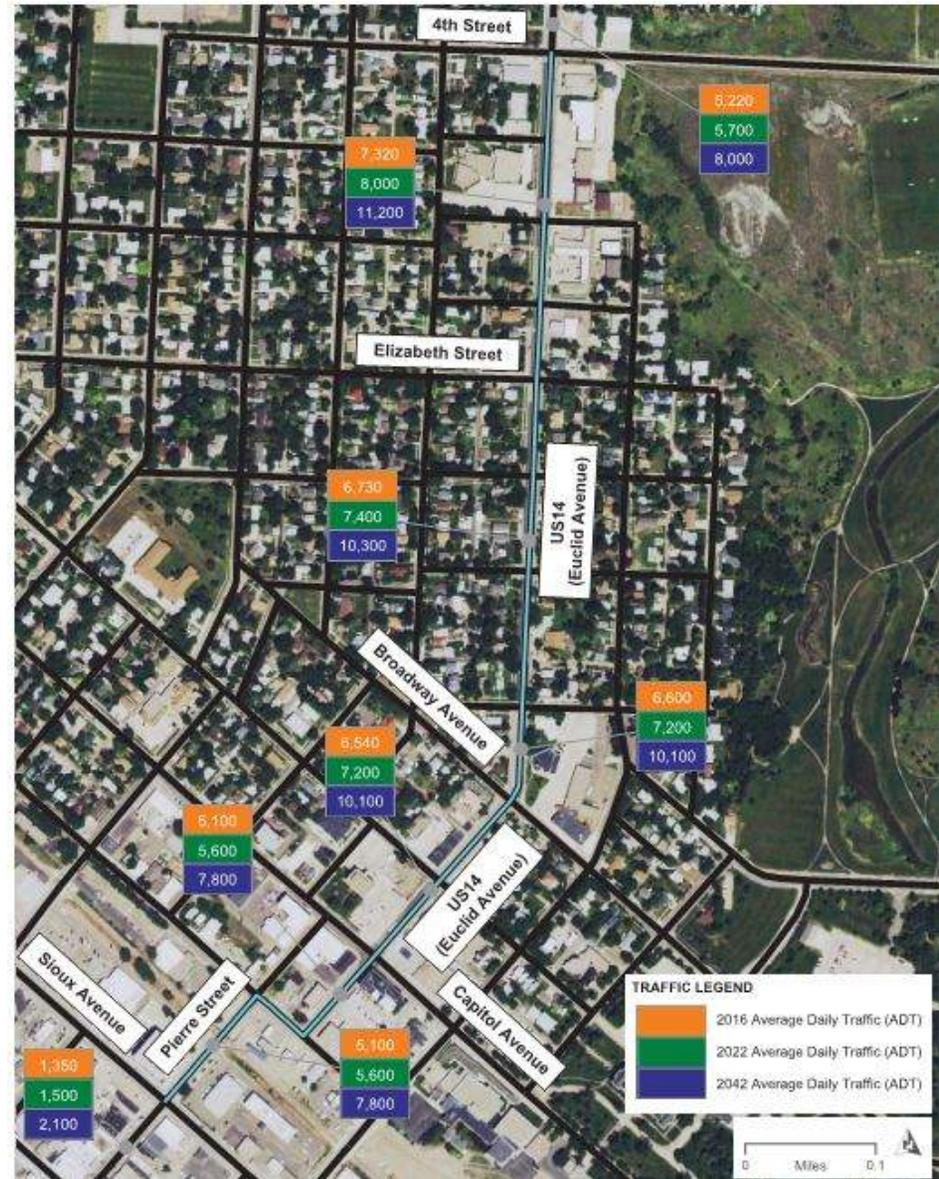 4th Street
5,220
5,700
8,000
7,320
8,000
11,200
Elizabeth Street
6,730
7,400
10,300
US14
(Euclid Avenue)
Broadway Avenue
6,600
7,200
10,100
6,540
7,200
10,100
5,100
5,600
7,800
US14
(Euclid Avenue)
Sioux Avenue
Pierre Street
Capitol Avenue
1,350
1,500
2,100
5,100
5,600
7,800
TRAFFIC LEGEND
2016 Average Daily Traffic (ADT)
2022 Average Daily Traffic (ADT)
2042 Average Daily Traffic (ADT)
0 Miles 0.1